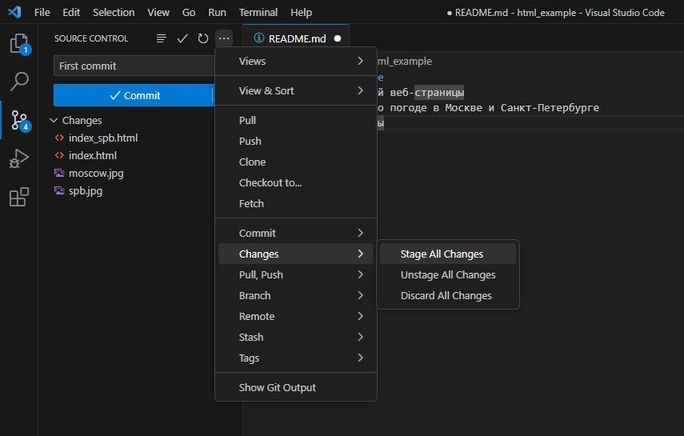 File Edit Selection View Go Run Terminal Help
● README.md - html_example - Visual Studio Code
SOURCE CONTROL
README.md
1
4
First commit
Commit
Changes
index_spb.html
index.html
moscow.jpg
spb.jpg
Views
View & Sort
Pull
Push
Clone
Checkout to...
Fetch
Commit
Changes
Pull, Push
Branch
Remote
Stash
Tags
Show Git Output
Stage All Changes
Unstage All Changes
Discard All Changes
ml_example
й веб-страницы
о погоде в Москве и Санкт-Петербурге
ы